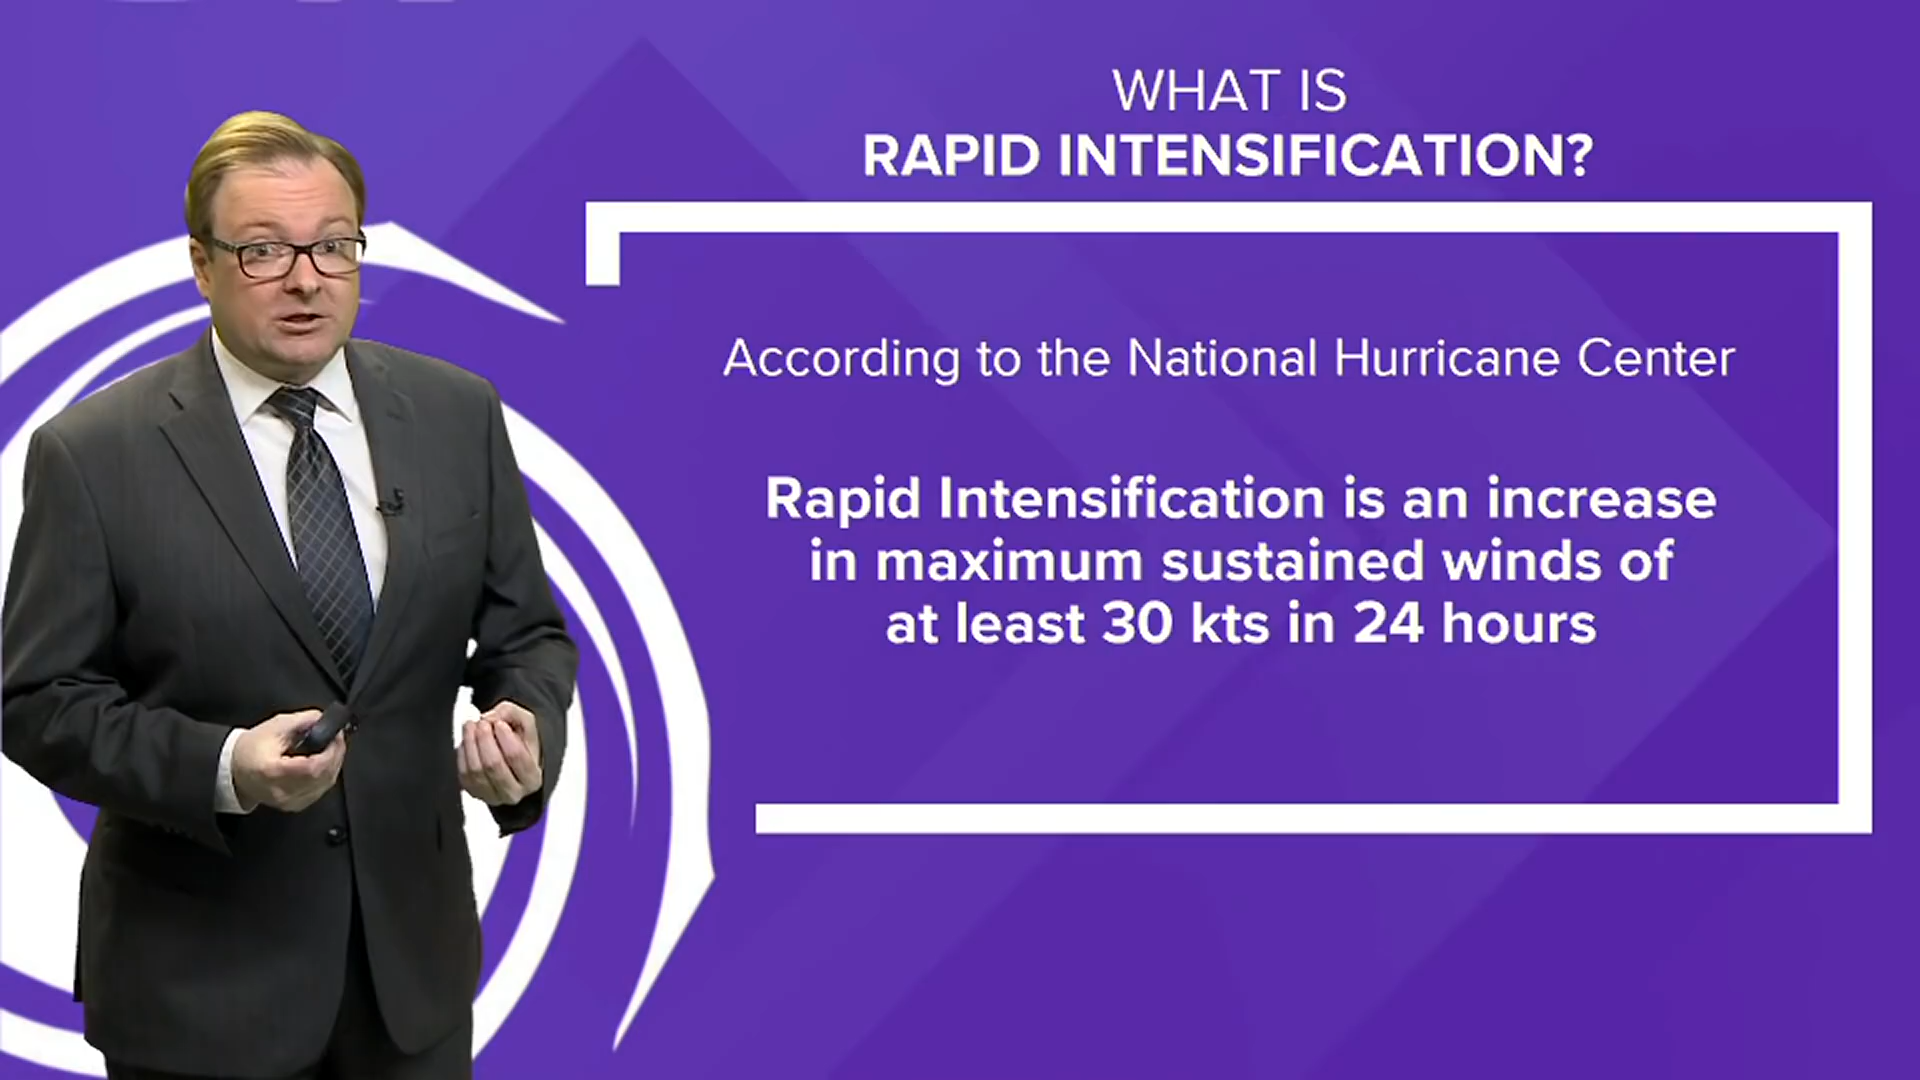 WHAT IS
RAPID INTENSIFICATION?
According to the National Hurricane Center
Rapid Intensification is an increase
in maximum sustained winds of
at least 30 kts in 24 hours